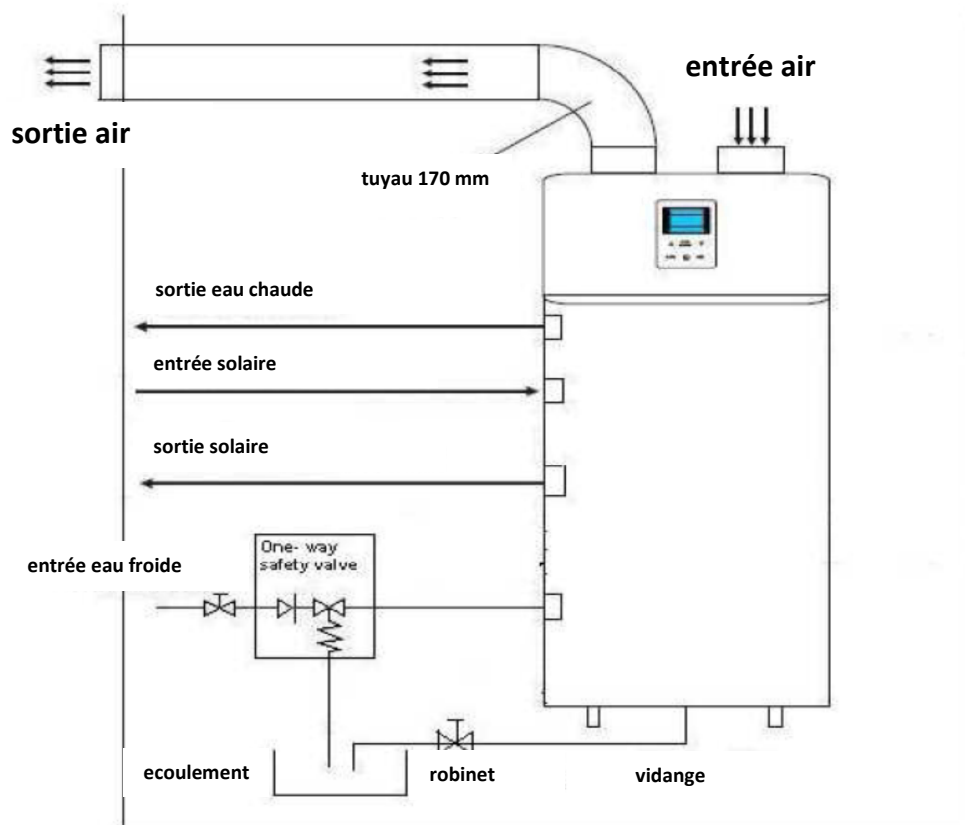 entrée air
sortie air
tuyau 170 mm
sortie eau chaude
entrée solaire
sortie solaire
One- way
safety valve
entrée eau froide
ecoulement
robinet
vidange